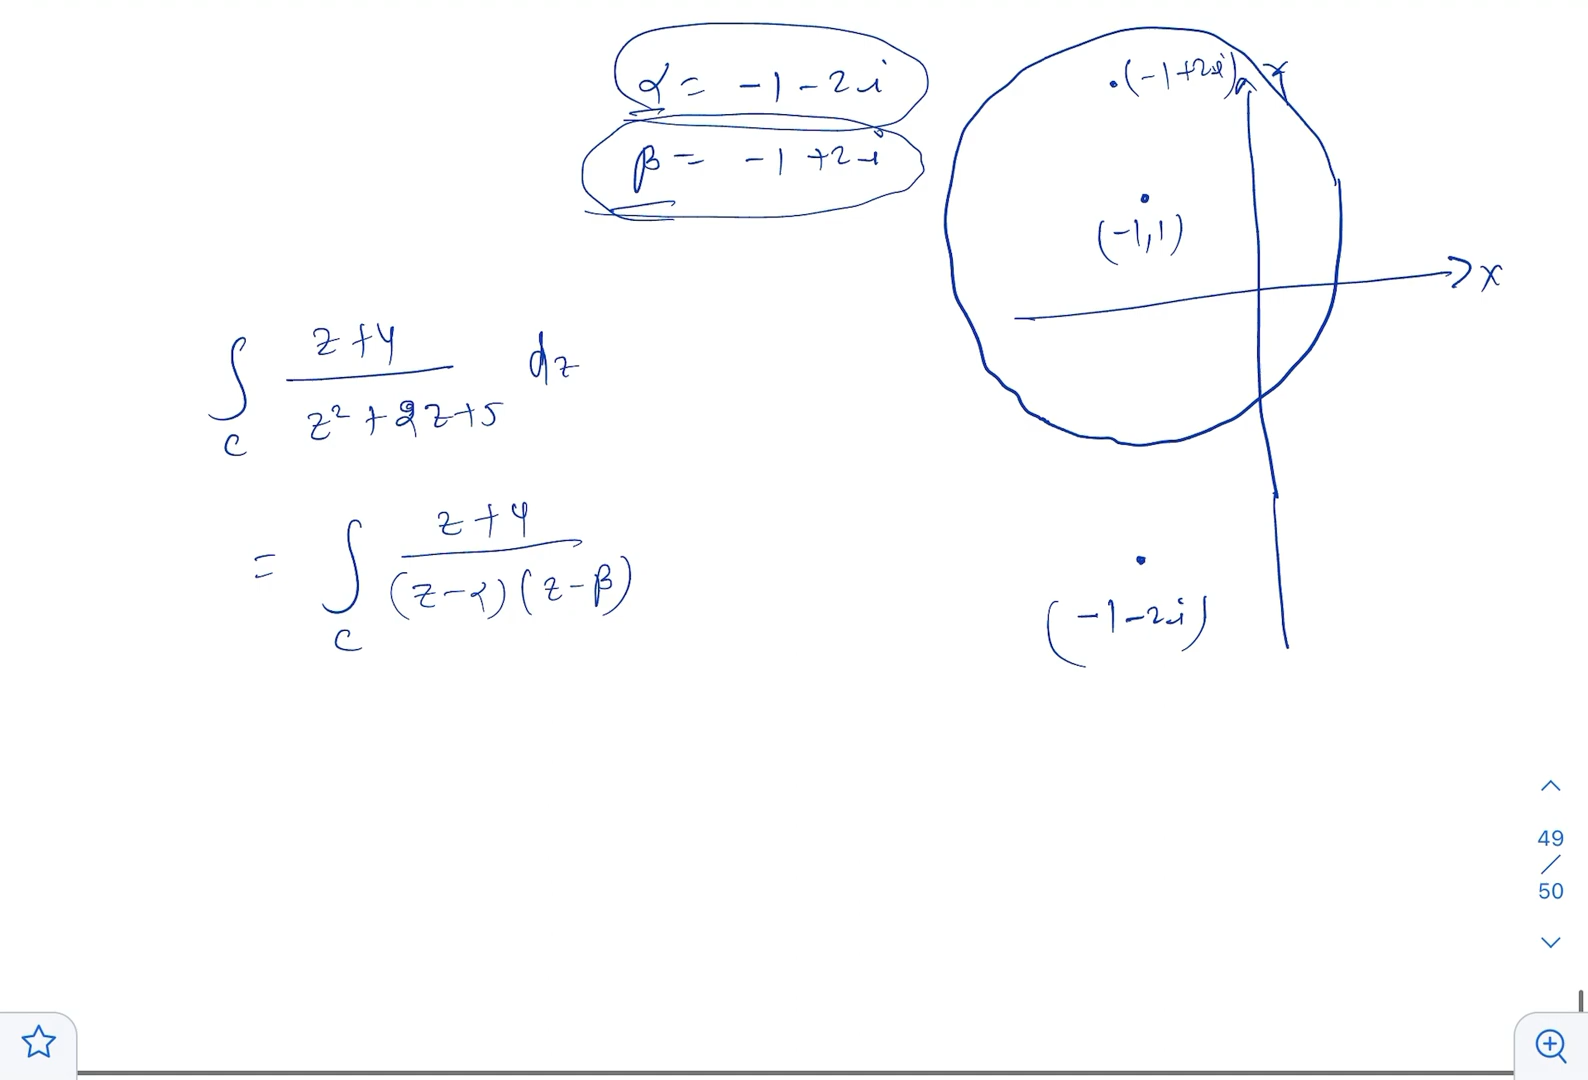 α = -1-2i
β = -1+2i
.(-1+2i)
(-1,1)
x
∫ z+4 / z²+2z+5 dz
C
= ∫ z+4 / (z-α)(z-β)
C
(-1-2i)
49
/
50